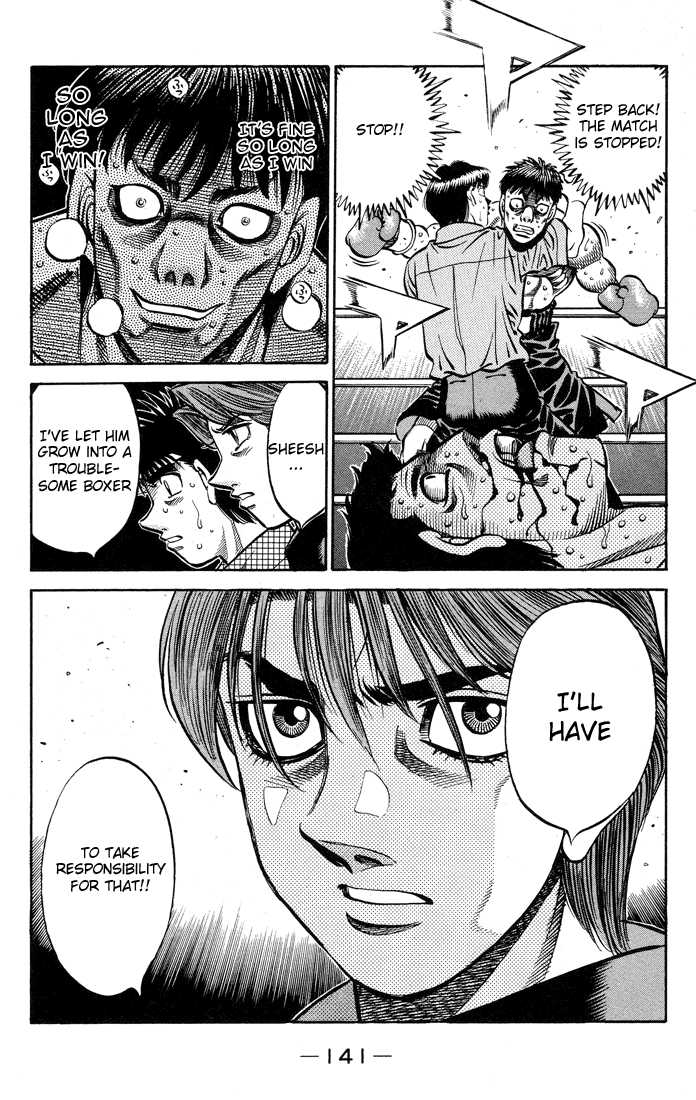 STEP BACK!
THE MATCH
IS STOPPED!
STOP!!
IT'S FINE
SO LONG
AS I WIN
SO
LONG
AS
I WIN!
SHEESH
...
I'VE LET HIM
GROW INTO A
TROUBLE-
SOME BOXER
I'LL
HAVE
TO TAKE
RESPONSIBILITY
FOR THAT!!
—141—